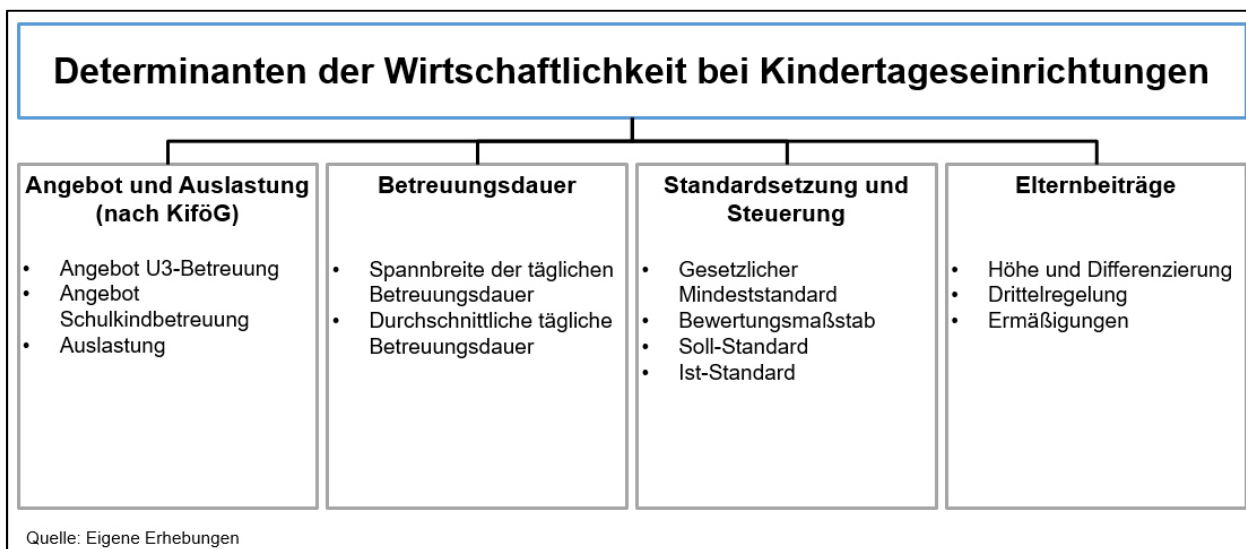 Determinanten der Wirtschaftlichkeit bei Kindertageseinrichtungen
Angebot und Auslastung
(nach KiföG)
• Angebot U3-Betreuung
• Angebot
Schulkindbetreuung
• Auslastung
Betreuungsdauer
• Spannbreite der täglichen
Betreuungsdauer
• Durchschnittliche tägliche
Betreuungsdauer
Standardsetzung und
Steuerung
• Gesetzlicher
Mindeststandard
• Bewertungsmaßstab
• Soll-Standard
• Ist-Standard
Elternbeiträge
• Höhe und Differenzierung
• Drittelregelung
• Ermäßigungen
Quelle: Eigene Erhebungen